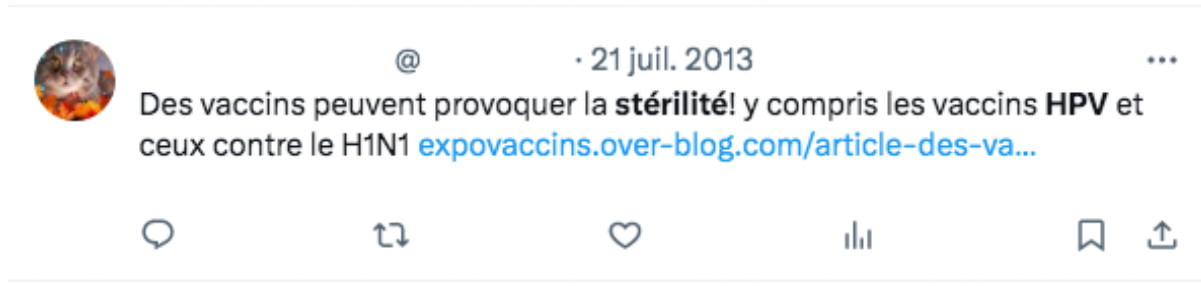 @ · 21 juil. 2013 ...
Des vaccins peuvent provoquer la stérilité! y compris les vaccins HPV et
ceux contre le H1N1 expovaccins.over-blog.com/article-des-va...